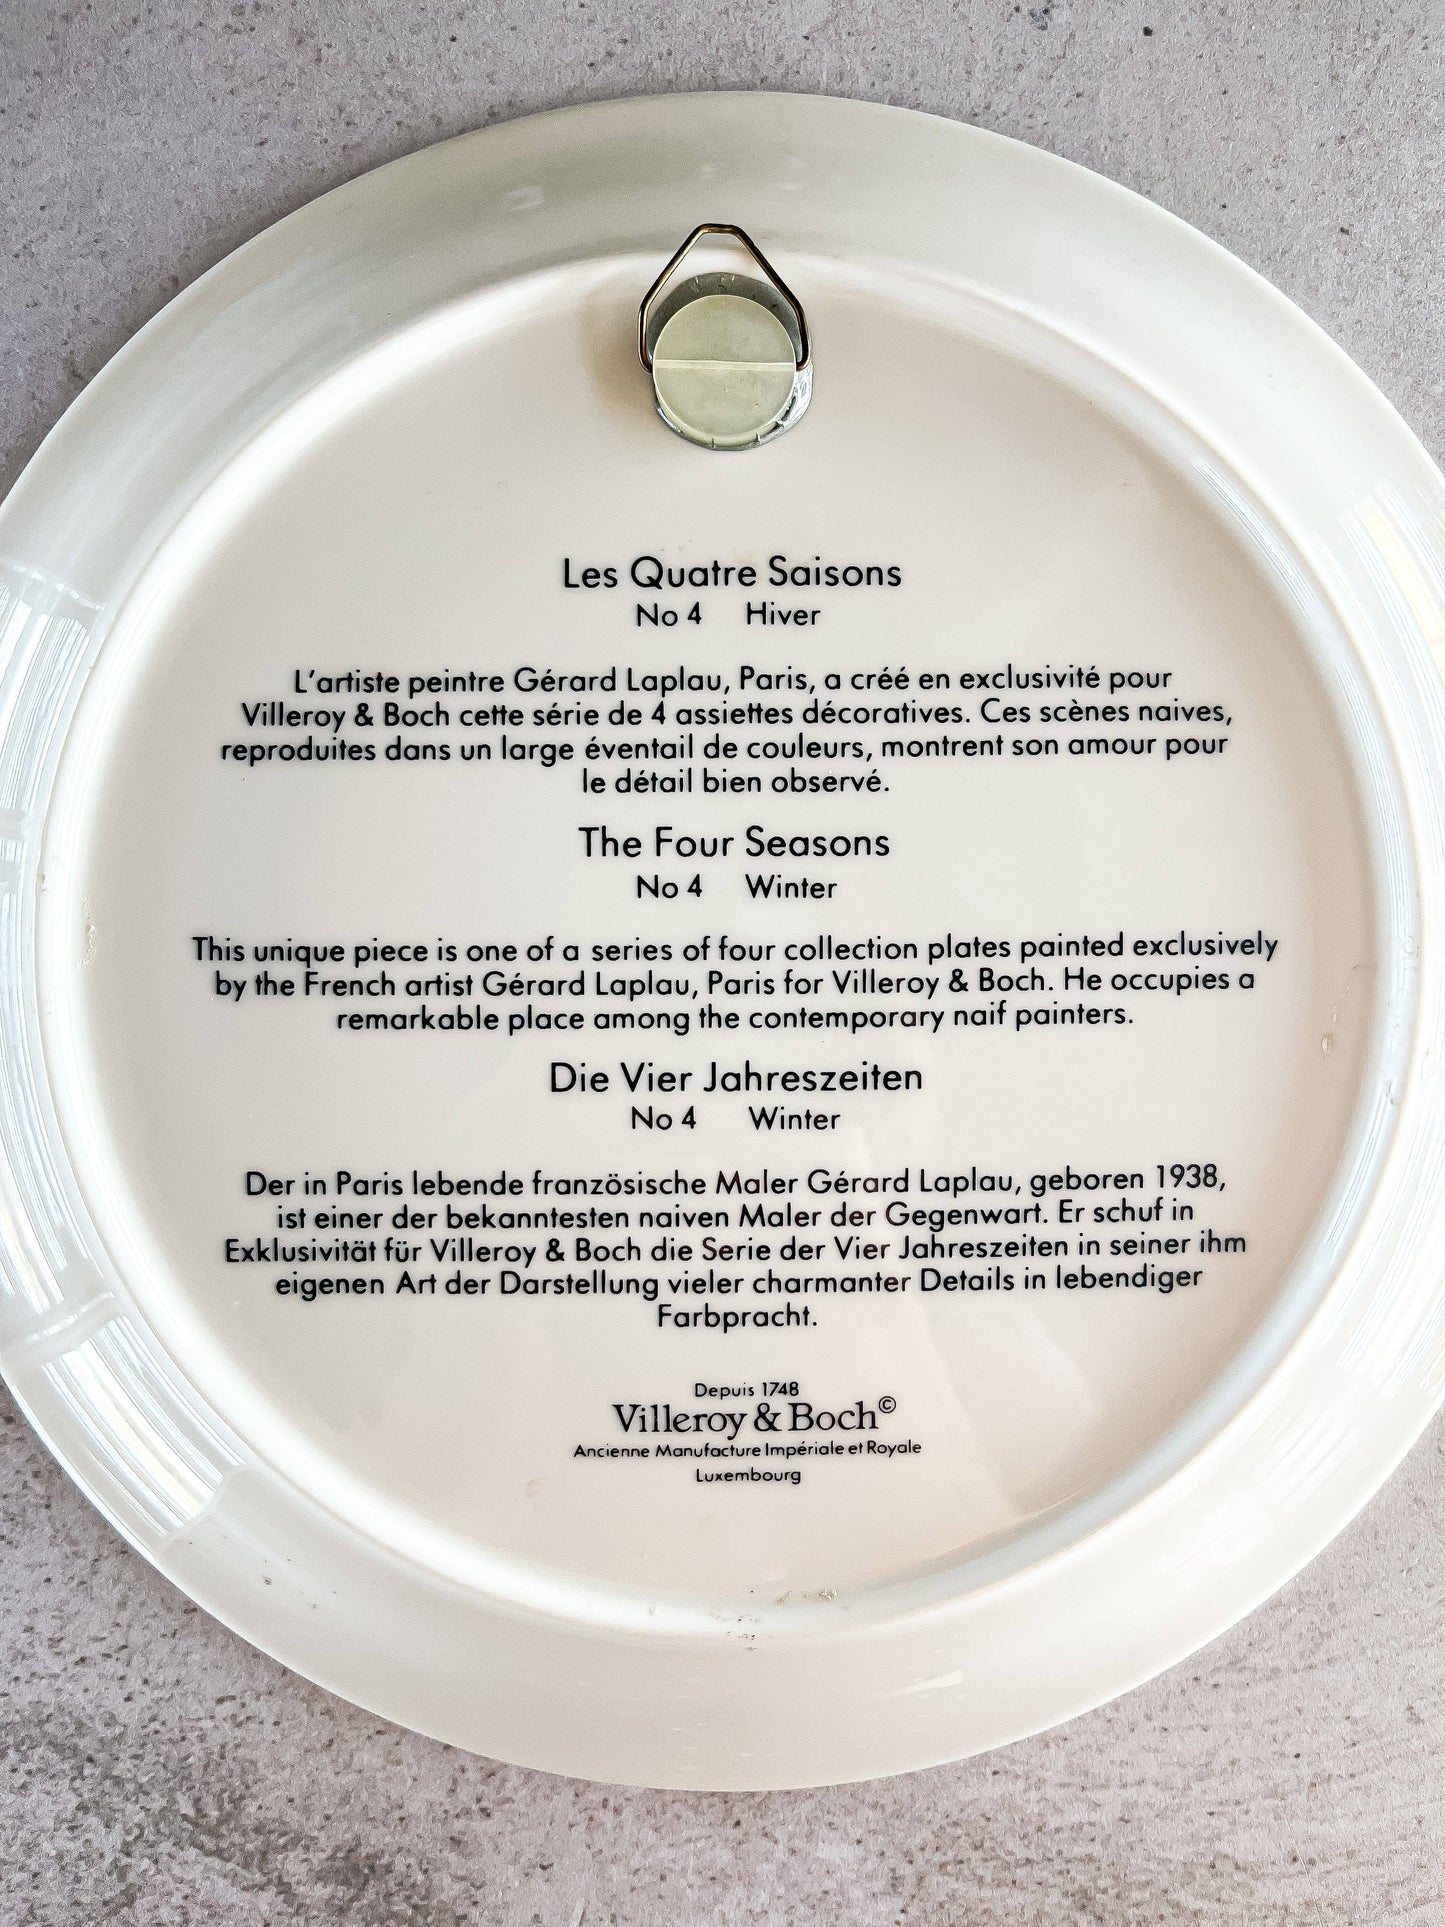 Les Quatre Saisons
No 4 Hiver
L'artiste peintre Gérard Laplau, Paris, a créé en exclusivité pour
Villeroy & Boch cette série de 4 assiettes décoratives. Ces scènes naives,
reproduites dans un large éventail de couleurs, montrent son amour pour
le détail bien observé.
The Four Seasons
No 4 Winter
This unique piece is one of a series of four collection plates painted exclusively
by the French artist Gérard Laplau, Paris for Villeroy & Boch. He occupies a
remarkable place among the contemporary naif painters.
Die Vier Jahreszeiten
No 4 Winter
Der in Paris lebende französische Maler Gérard Laplau, geboren 1938,
ist einer der bekanntesten naiven Maler der Gegenwart. Er schuf in
Exklusivität für Villeroy & Boch die Serie der Vier Jahreszeiten in seiner ihm
eigenen Art der Darstellung vieler charmanter Details in lebendiger
Farbpracht.
Depuis 1748
Villeroy & Boch©
Ancienne Manufacture Impériale et Royale
Luxembourg